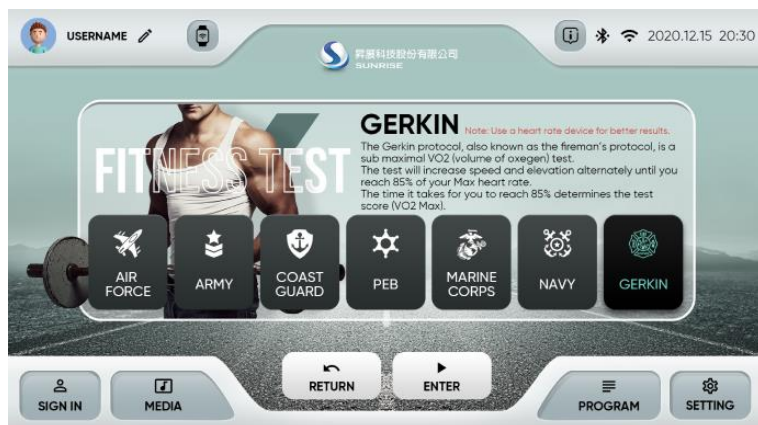 USERNAME
昇展科技股份有限公司
SUNRISE
2020.12.15 20:30
FITNESS TEST
GERKIN Note: Use a heart rate device for better results.
The Gerkin protocol, also known as the fireman's protocol, is a
sub maximal VO2 (volume of oxegen) test.
The test will increase speed and elevation alternately until you
reach 85% of your Max heart rate.
The time it takes for you to reach 85% determines the test
score (VO2 Max).
AIR
FORCE
ARMY
COAST
GUARD
PEB
MARINE
CORPS
NAVY
GERKIN
RETURN
ENTER
SIGN IN
MEDIA
PROGRAM
SETTING